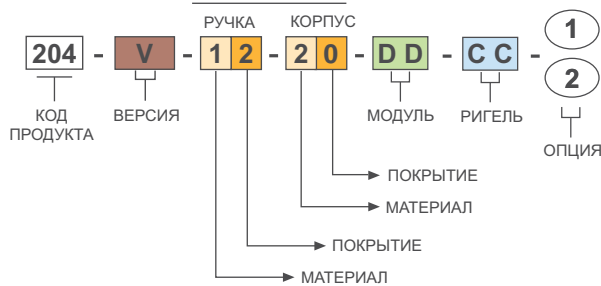 РУЧКА КОРПУС
204 - V - 1 2 - 2 0 - D D - C C - 1
2
КОД
ПРОДУКТА
ВЕРСИЯ
МОДУЛЬ
РИГЕЛЬ
ОПЦИЯ
ПОКРЫТИЕ
МАТЕРИАЛ
ПОКРЫТИЕ
МАТЕРИАЛ